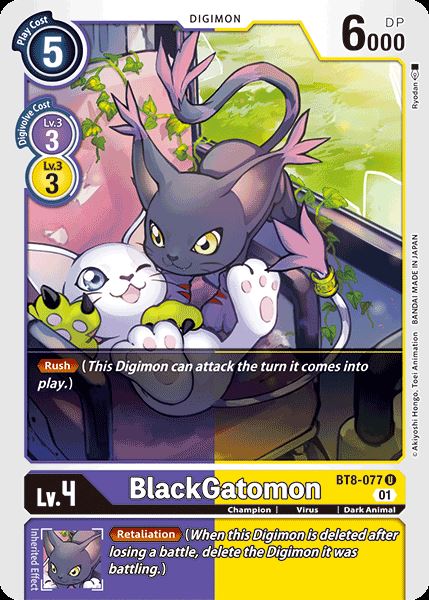 Play Cost
5
DIGIMON
DP
6000
Digivolve Cost
Lv.3
3
Lv.3
3
Ryodan
©Akiyoshi Hongo, Toei Animation BANDAI MADE IN JAPAN
Rush (This Digimon can attack the turn it comes into
play.)
BT8-077 U
Lv.4
BlackGatomon
01
Champion | Virus | Dark Animal
Inherited Effect
Retaliation (When this Digimon is deleted after
losing a battle, delete the Digimon it was
battling.)